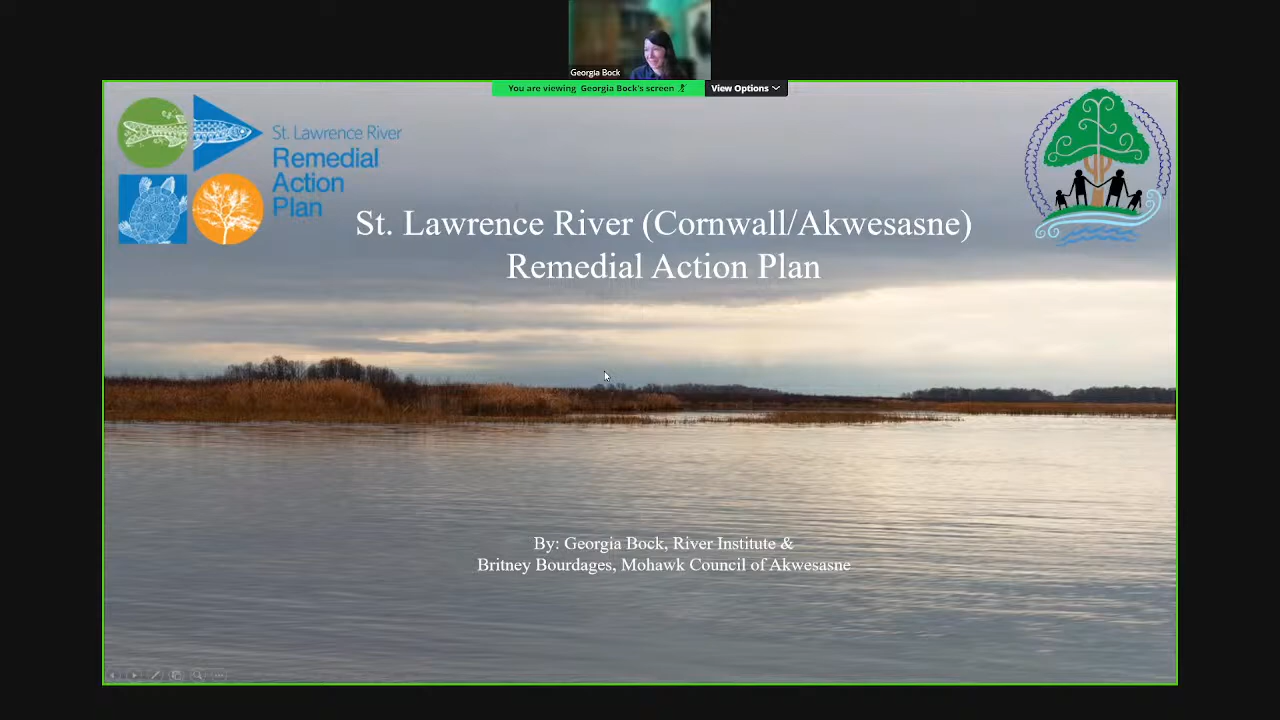 Georgia Bock
You are viewing Georgia Bock's screen
View Options
St. Lawrence River
Remedial
Action
Plan
St. Lawrence River (Cornwall/Akwesasne)
Remedial Action Plan
By: Georgia Bock, River Institute &
Britney Bourdages, Mohawk Council of Akwesasne